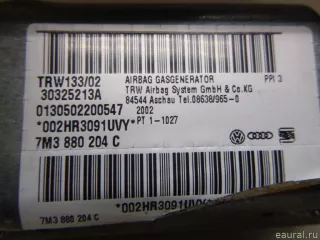 TRW133/02 AIRBAG GASGENERATOR PPI 3
30325213A TRW Airbag System GmbH & Co.KG
84544 Aschau Tel. 08638/965-0
0130502200547 2002
*002HR3091UVY* PT 1-1027
7M3 880 204 C
*002HR3091UVY*
7M3 880 204 C
© eaural.ru